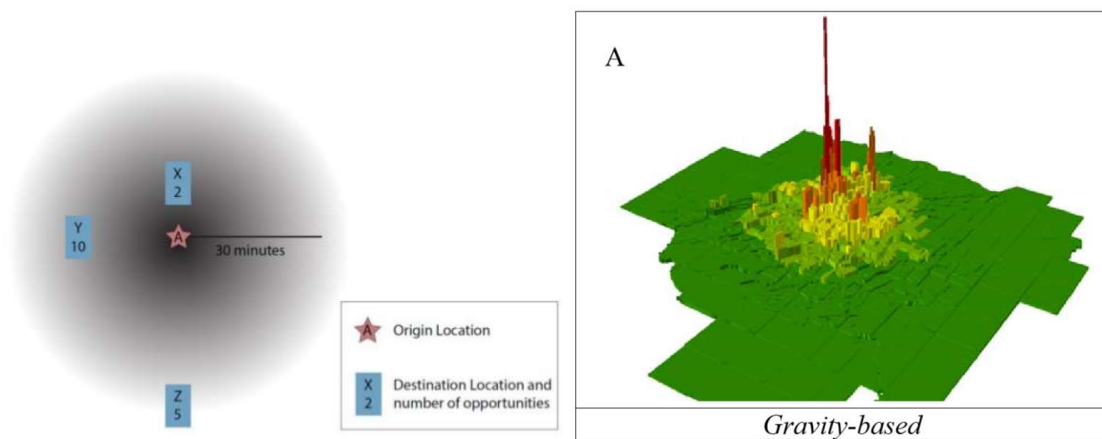 X
2
Y
10
A
30 minutes
Z
5
A
Origin Location
X
2
Destination Location and
number of opportunities
A
Gravity-based